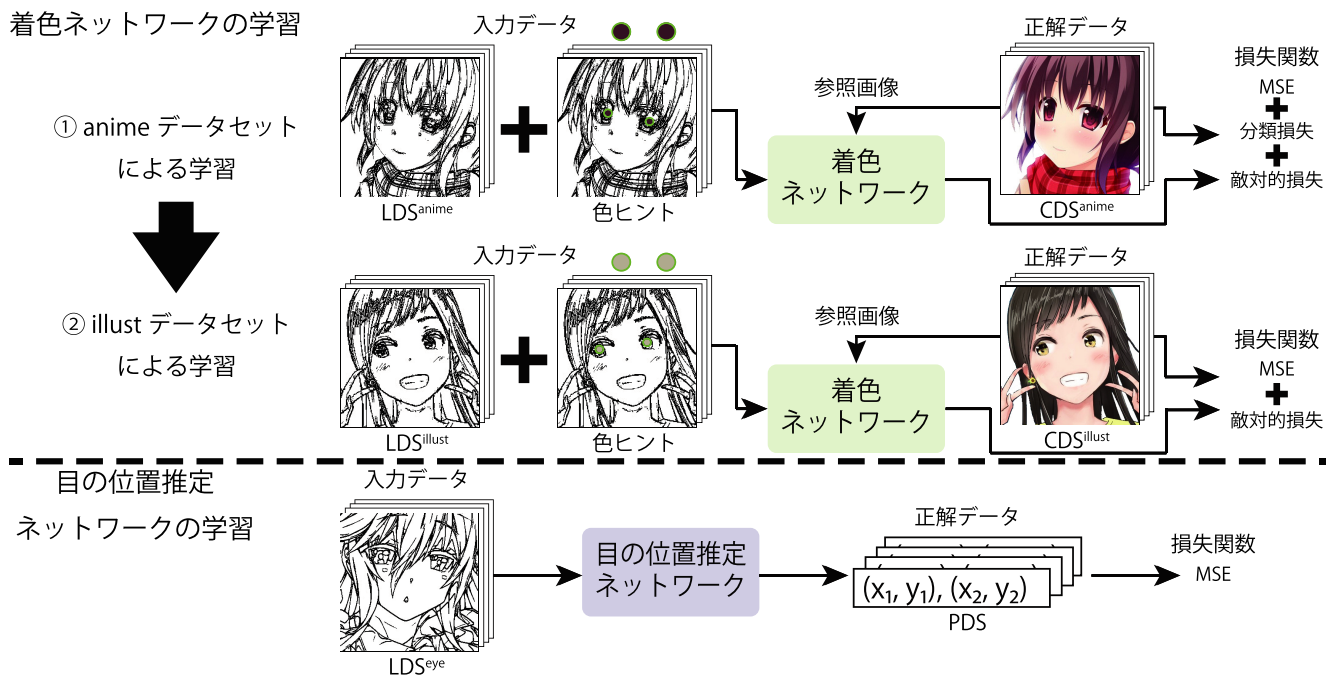 着色ネットワークの学習
① anime データセット
による学習
入力データ
LDSanime
色ヒント
参照画像
着色
ネットワーク
正解データ
CDSanime
損失関数
MSE
分類損失
敵対的損失
② illust データセット
による学習
入力データ
LDSillust
色ヒント
参照画像
着色
ネットワーク
正解データ
CDSillust
損失関数
MSE
敵対的損失
目の位置推定
ネットワークの学習
入力データ
LDSeye
目の位置推定
ネットワーク
正解データ
(x₁, y₁), (x₂, y₂)
PDS
損失関数
MSE